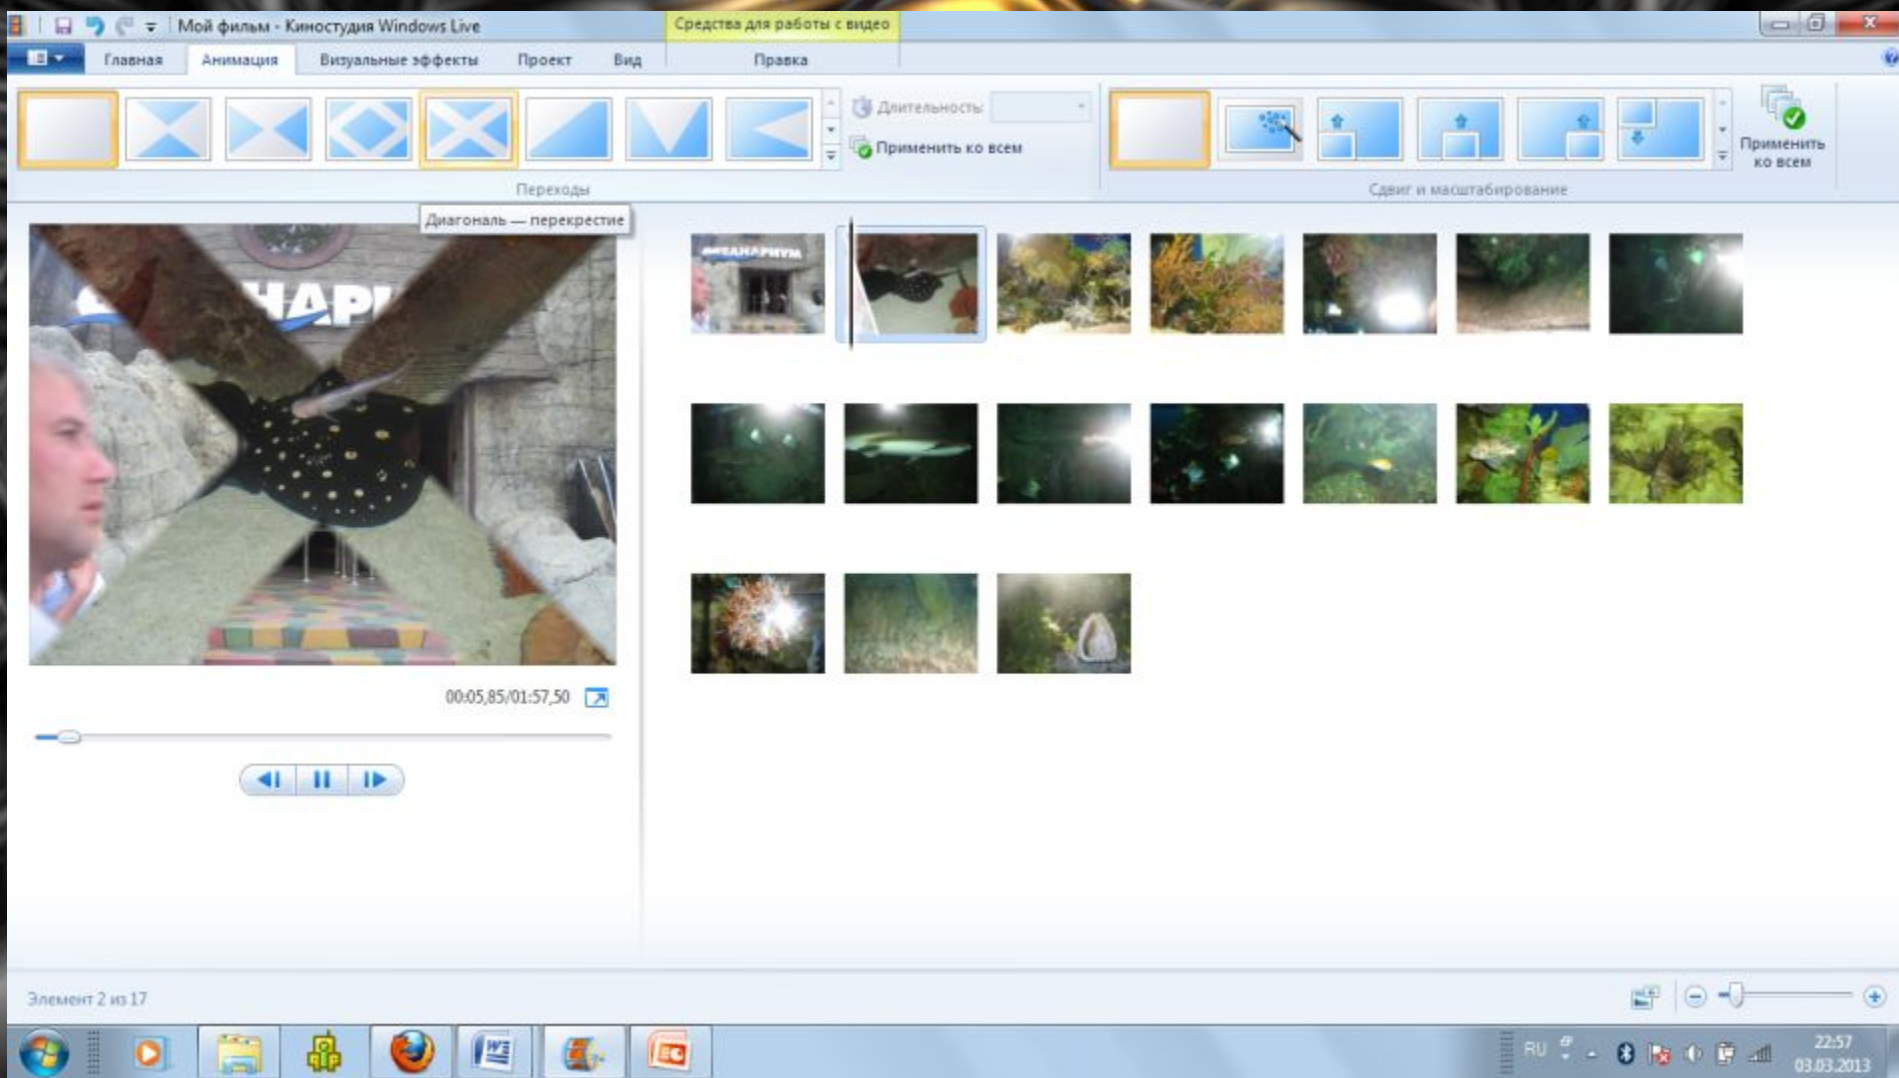 Мой фильм - Киностудия Windows Live
Средства для работы с видео
Главная
Анимация
Визуальные эффекты
Проект
Вид
Правка
Длительность:
Применить ко всем
Применить
ко всем
Переходы
Сдвиг и масштабирование
Диагональ — перекрестие
ОКЕАНАРИУМ
НАРИ
00:05,85/01:57,50
Элемент 2 из 17
RU
22:57
03.03.2013